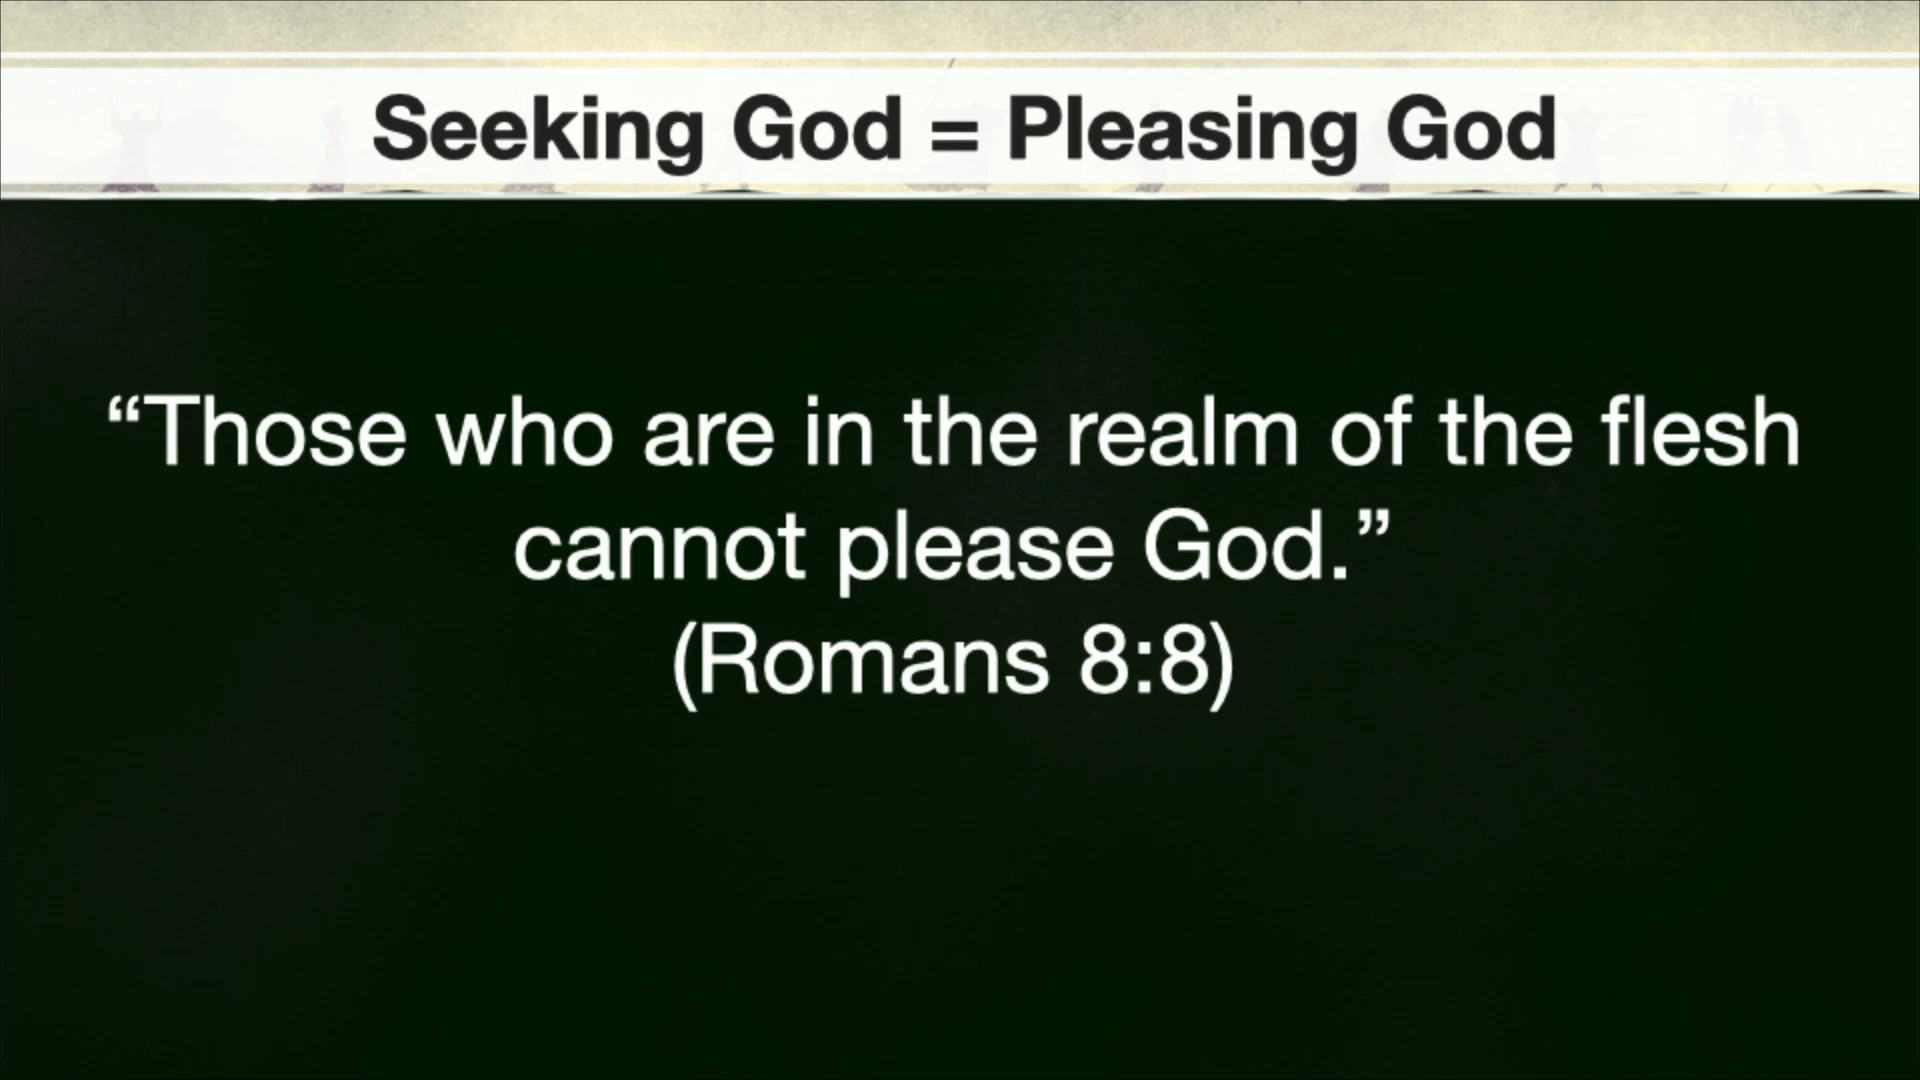 Seeking God = Pleasing God
“Those who are in the realm of the flesh
cannot please God.”
(Romans 8:8)